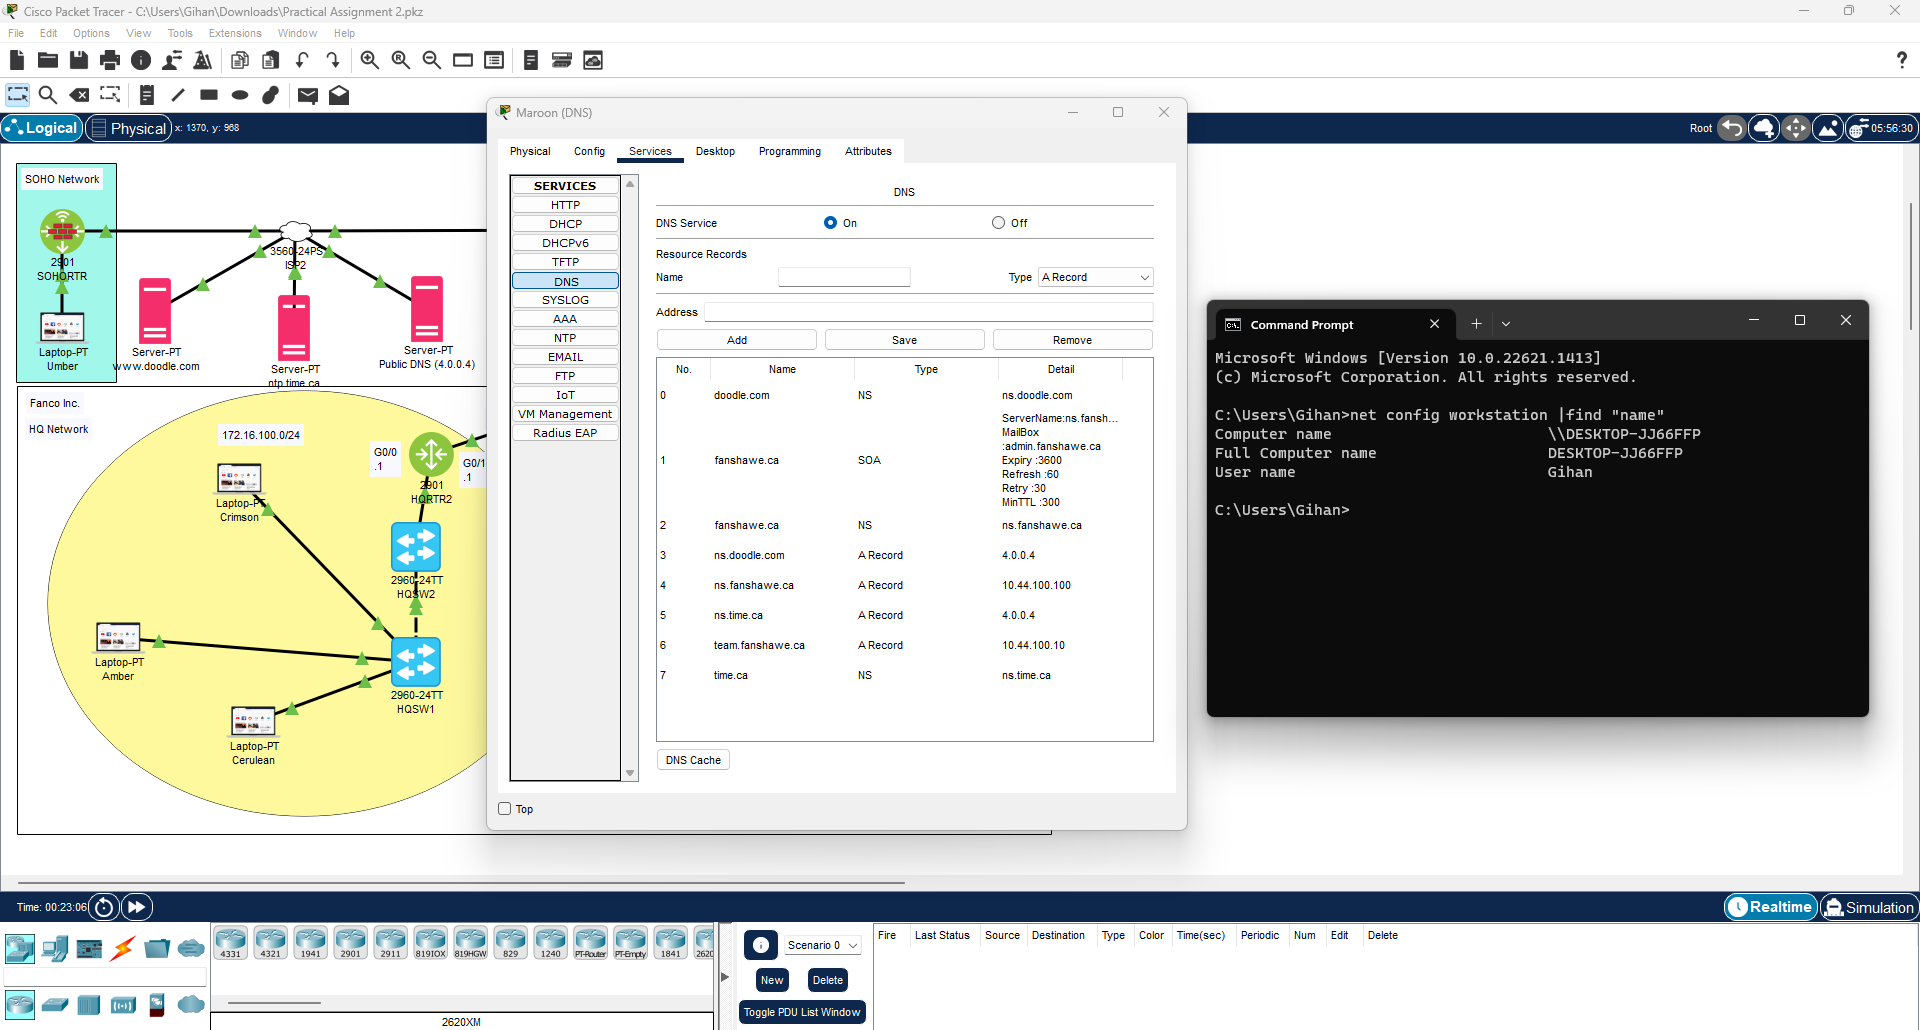 Cisco Packet Tracer - C:\Users\Gihan\Downloads\Practical Assignment 2.pkz
File Edit Options View Tools Extensions Window Help
Logical Physical x: 1370, y: 968
Root 05:56:30
SOHO Network
2901
SOHORTR
Laptop-PT
Umber
3560-24PS
ISP2
Server-PT
www.doodle.com
Server-PT
ntp.time.ca
Server-PT
Public DNS (4.0.0.4)
Fanco Inc.
HQ Network
172.16.100.0/24
G0/0
.1
G0/1
.1
2901
HQRTR2
Laptop-PT
Crimson
2960-24TT
HQSW2
Laptop-PT
Amber
2960-24TT
HQSW1
Laptop-PT
Cerulean
Maroon (DNS)
Physical Config Services Desktop Programming Attributes
SERVICES
HTTP
DHCP
DHCPv6
TFTP
DNS
SYSLOG
AAA
NTP
EMAIL
FTP
IoT
VM Management
Radius EAP
DNS
DNS Service On Off
Resource Records
Name Type A Record
Address
Add Save Remove
No. Name Type Detail
0 doodle.com NS ns.doodle.com
1 fanshawe.ca SOA ServerName:ns.fansh...
MailBox
:admin.fanshawe.ca
Expiry :3600
Refresh :60
Retry :30
MinTTL :300
2 fanshawe.ca NS ns.fanshawe.ca
3 ns.doodle.com A Record 4.0.0.4
4 ns.fanshawe.ca A Record 10.44.100.100
5 ns.time.ca A Record 4.0.0.4
6 team.fanshawe.ca A Record 10.44.100.10
7 time.ca NS ns.time.ca
DNS Cache
Top
Command Prompt
Microsoft Windows [Version 10.0.22621.1413]
(c) Microsoft Corporation. All rights reserved.
C:\Users\Gihan>net config workstation |find "name"
Computer name \\DESKTOP-JJ66FFP
Full Computer name DESKTOP-JJ66FFP
User name Gihan
C:\Users\Gihan>
Time: 00:23:06
Realtime Simulation
4331 4321 1941 2901 2911 819IOX 819HGW 829 1240 PT-Router PT-Empty 1841 2620
2620XM
Scenario 0
New Delete
Toggle PDU List Window
Fire Last Status Source Destination Type Color Time(sec) Periodic Num Edit Delete